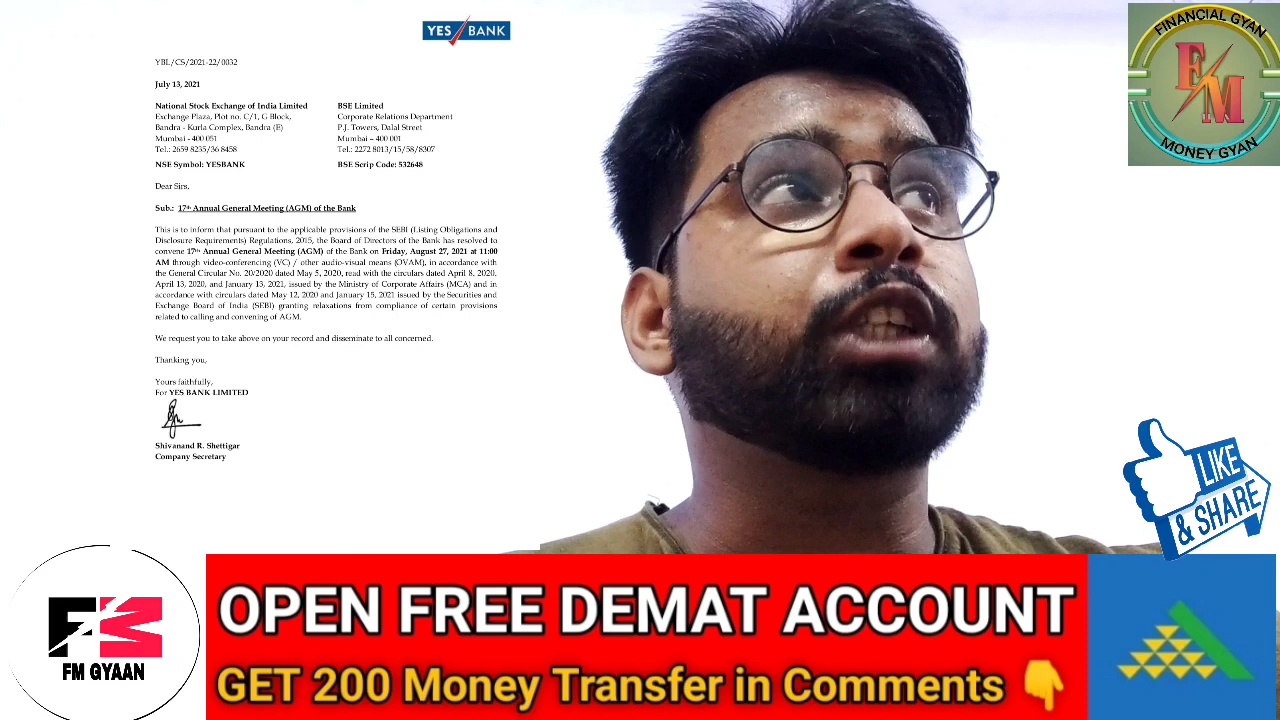 YES BANK
YBL/CS/2021-22/0032
July 13, 2021
National Stock Exchange of India Limited
Exchange Plaza, Plot no. C/1, G Block,
Bandra - Kurla Complex, Bandra (E)
Mumbai - 400 051
Tel.: 2659 8235/36 8458
NSE Symbol: YESBANK
BSE Limited
Corporate Relations Department
P.J. Towers, Dalal Street
Mumbai – 400 001
Tel.: 2272 8013/15/58/8307
BSE Scrip Code: 532648
Dear Sirs,
Sub.: 17th Annual General Meeting (AGM) of the Bank
This is to inform that pursuant to the applicable provisions of the SEBI (Listing Obligations and
Disclosure Requirements) Regulations, 2015, the Board of Directors of the Bank has resolved to
convene 17th Annual General Meeting (AGM) of the Bank on Friday, August 27, 2021 at 11:00
AM through video-conferencing (VC) / other audio-visual means (OVAM), in accordance with
the General Circular No. 20/2020 dated May 5, 2020, read with the circulars dated April 8, 2020,
April 13, 2020, and January 13, 2021, issued by the Ministry of Corporate Affairs (MCA) and in
accordance with circulars dated May 12, 2020 and January 15, 2021 issued by the Securities and
Exchange Board of India (SEBI) granting relaxations from compliance of certain provisions
related to calling and convening of AGM.
We request you to take above on your record and disseminate to all concerned.
Thanking you,
Yours faithfully,
For YES BANK LIMITED
Shivanand R. Shettigar
Company Secretary
FINANCIAL GYAN
FM
MONEY GYAN
LIKE
& SHARE
FM GYAAN
OPEN FREE DEMAT ACCOUNT
GET 200 Money Transfer in Comments